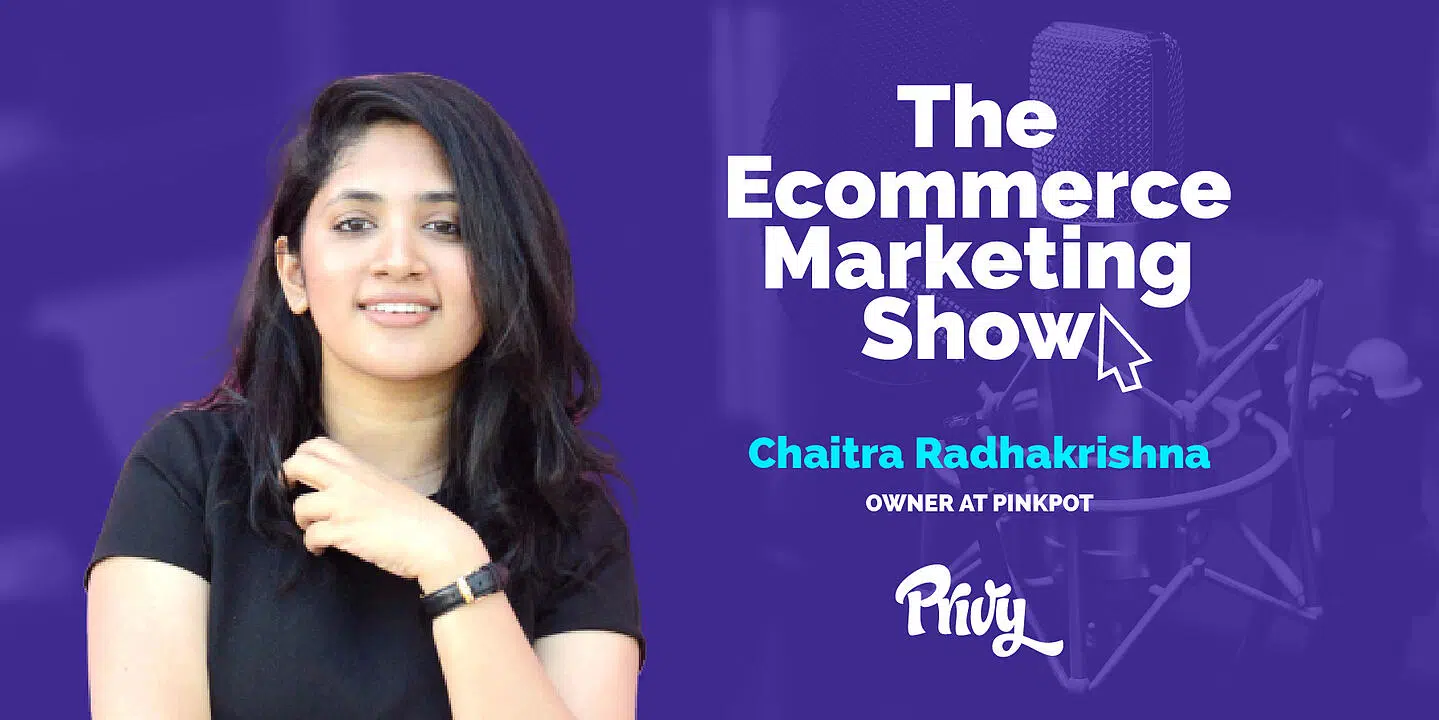 The
Ecommerce
Marketing
Show
Chaitra Radhakrishna
OWNER AT PINKPOT
Privy